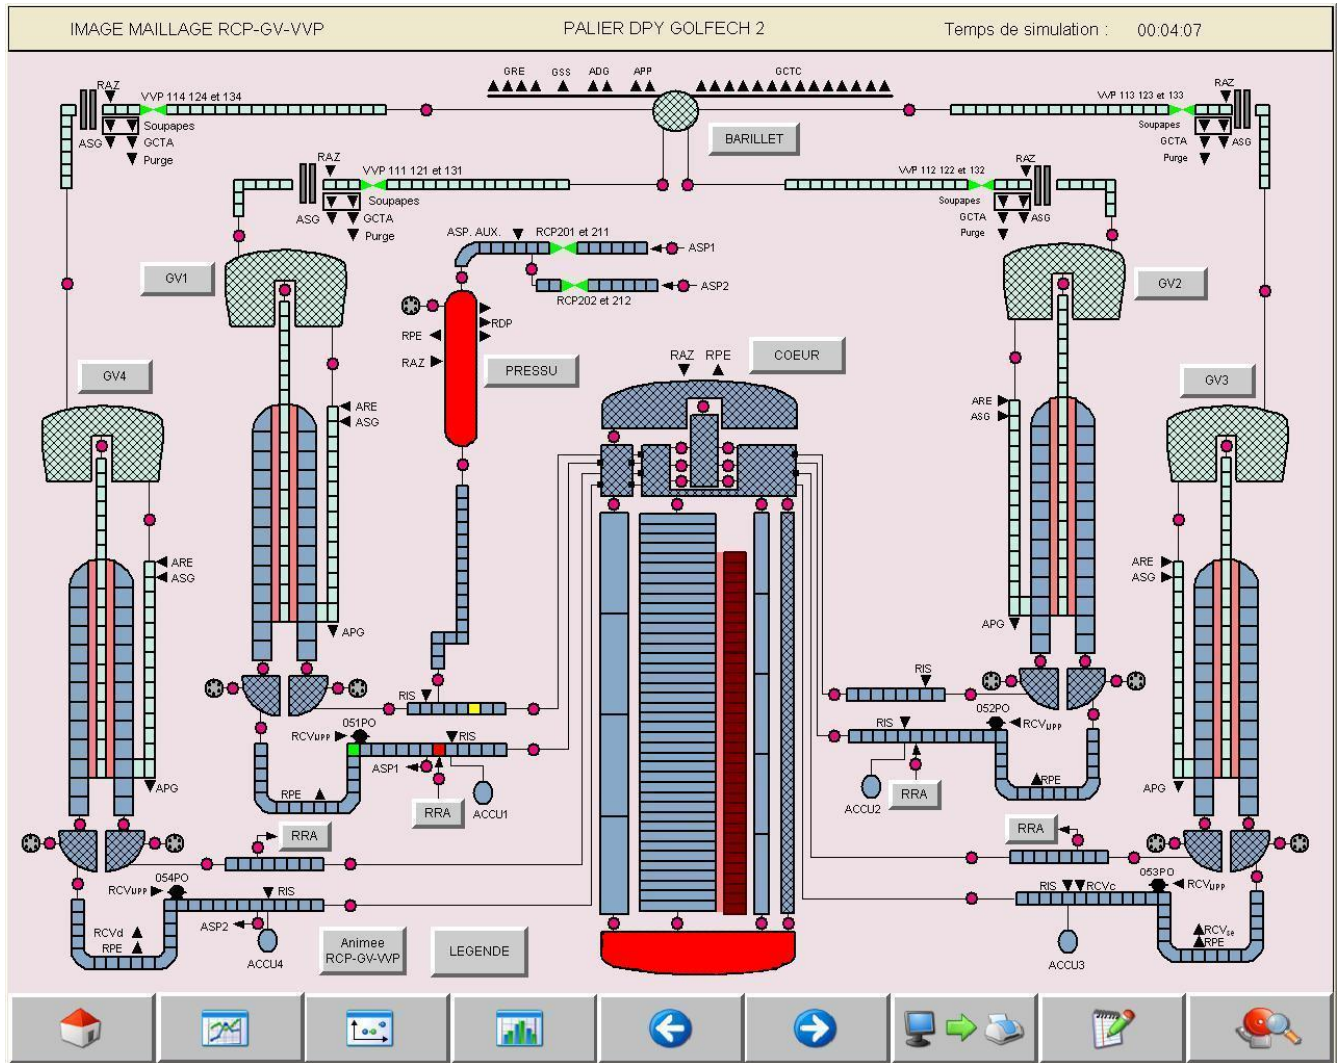 IMAGE MAILLAGE RCP-GV-VVP
PALIER DPY GOLFECH 2
Temps de simulation : 00:04:07
GRE GSS ADG APP GCTC
RAZ
VVP 114 124 et 134
Soupapes
ASG
GCTA
Purge
BARILLET
VVP 113 123 et 133
RAZ
Soupapes
GCTA
ASG
Purge
RAZ
VVP 111 121 et 131
ASG
Soupapes
GCTA
Purge
VVP 112 122 et 132
RAZ
Soupapes
GCTA
ASG
Purge
ASP. AUX.
RCP201 et 211
ASP1
ASP2
RCP202 et 212
GV1
GV2
RDP
RPE
RAZ
PRESSU
RAZ RPE
COEUR
GV4
GV3
ARE
ASG
ARE
ASG
ARE
ASG
ARE
ASG
APG
APG
APG
APG
RIS
RIS
051PO
RCVUPP
RIS
ASP1
RPE
RRA
ACCU1
RIS
052PO
RCVUPP
ACCU2
RRA
RPE
RRA
RRA
054PO
RCVUPP
RIS
ASP2
RCVd
RPE
ACCU4
RIS
RCVc
053PO
RCVUPP
RCVse
RPE
ACCU3
Animee
RCP-GV-VVP
LEGENDE